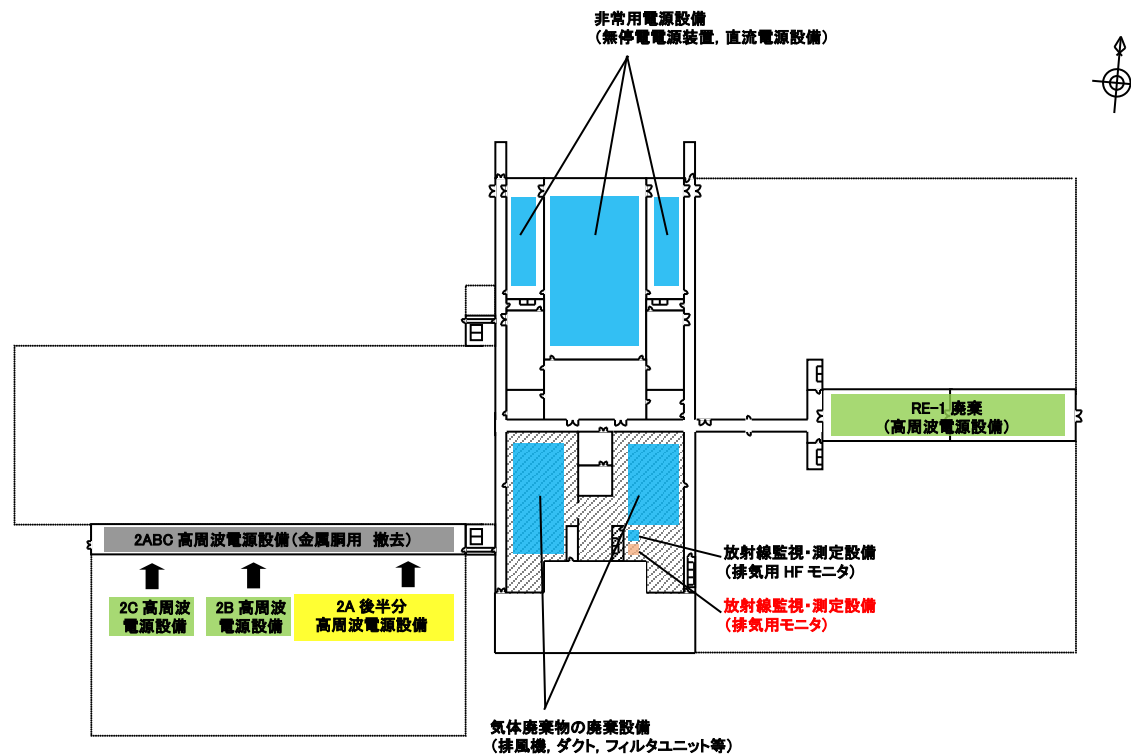 非常用電源設備
(無停電電源装置, 直流電源設備)
RE-1 廃棄
(高周波電源設備)
2ABC 高周波電源設備(金属胴用 撤去)
2C 高周波
電源設備
2B 高周波
電源設備
2A 後半分
高周波電源設備
放射線監視・測定設備
(排気用 HF モニタ)
放射線監視・測定設備
(排気用モニタ)
気体廃棄物の廃棄設備
(排風機, ダクト, フィルタユニット等)